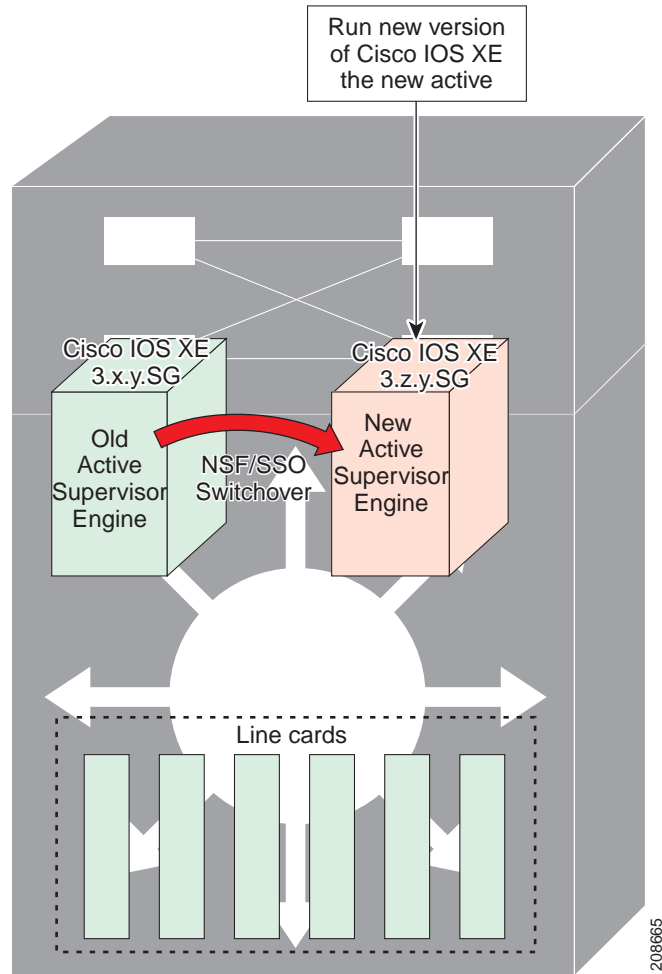 Run new version
of Cisco IOS XE
the new active
Cisco IOS XE
3.x.y.SG
Cisco IOS XE
3.z.y.SG
Old
Active
Supervisor
Engine
NSF/SSO
Switchover
New
Active
Supervisor
Engine
Line cards
208665